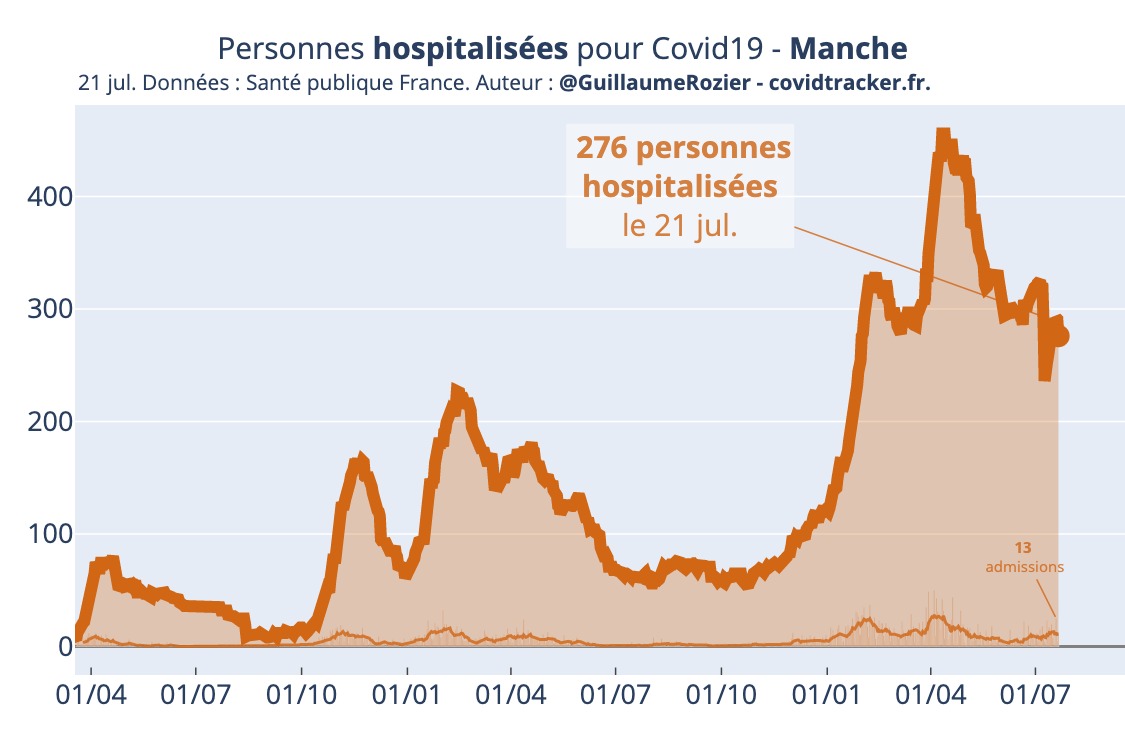 Personnes hospitalisées pour Covid19 - Manche
21 jul. Données : Santé publique France. Auteur : @GuillaumeRozier - covidtracker.fr.
276 personnes
hospitalisées
le 21 jul.
400
300
200
100
0
13
admissions
01/04 01/07 01/10 01/01 01/04 01/07 01/10 01/01 01/04 01/07